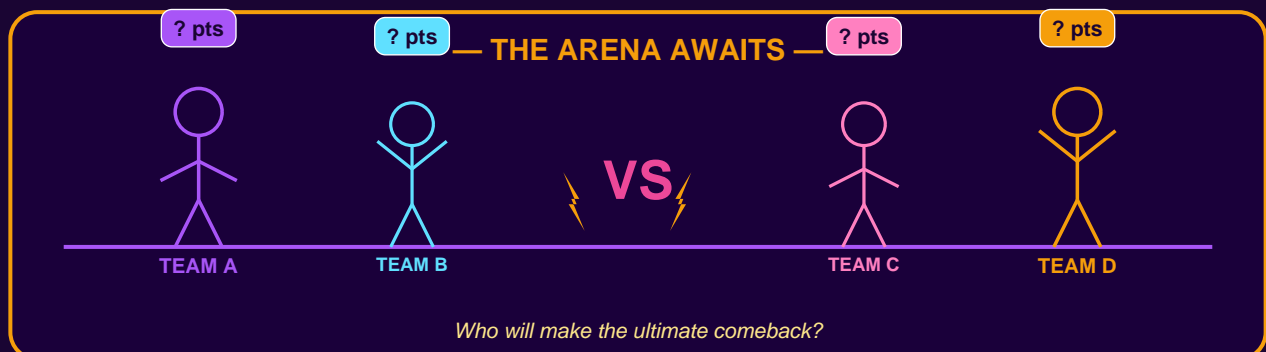 ? pts
? pts
? pts
? pts
— THE ARENA AWAITS —
VS
TEAM A
TEAM B
TEAM C
TEAM D
Who will make the ultimate comeback?